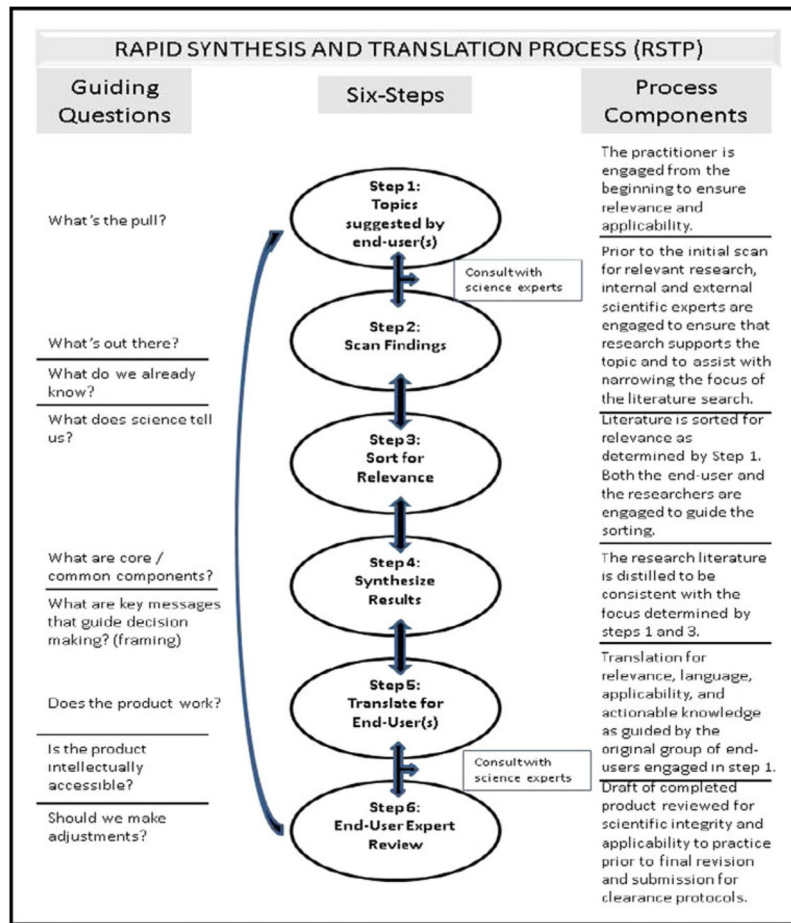 RAPID SYNTHESIS AND TRANSLATION PROCESS (RSTP)
Guiding
Questions
What's the pull?
What's out there?
What do we already
know?
What does science tell
us?
What are core /
common components?
What are key messages
that guide decision
making? (framing)
Does the product work?
Is the product
intellectually
accessible?
Should we make
adjustments?
Six-Steps
Step 1:
Topics
suggested by
end-user(s)
Consult with
science experts
Step 2:
Scan Findings
Step 3:
Sort for
Relevance
Step 4:
Synthesize
Results
Step 5:
Translate for
End-User(s)
Consult with
science experts
Step 6:
End-User Expert
Review
Process
Components
The practitioner is
engaged from the
beginning to ensure
relevance and
applicability.
Prior to the initial scan
for relevant research,
internal and external
scientific experts are
engaged to ensure that
research supports the
topic and to assist with
narrowing the focus of
the literature search.
Literature is sorted for
relevance as
determined by Step 1.
Both the end-user and
the researchers are
engaged to guide the
sorting.
The research literature
is distilled to be
consistent with the
focus determined by
steps 1 and 3.
Translation for
relevance, language,
applicability, and
actionable knowledge
as guided by the
original group of end-
users engaged in step 1.
Draft of completed
product reviewed for
scientific integrity and
applicability to practice
prior to final revision
and submission for
clearance protocols.